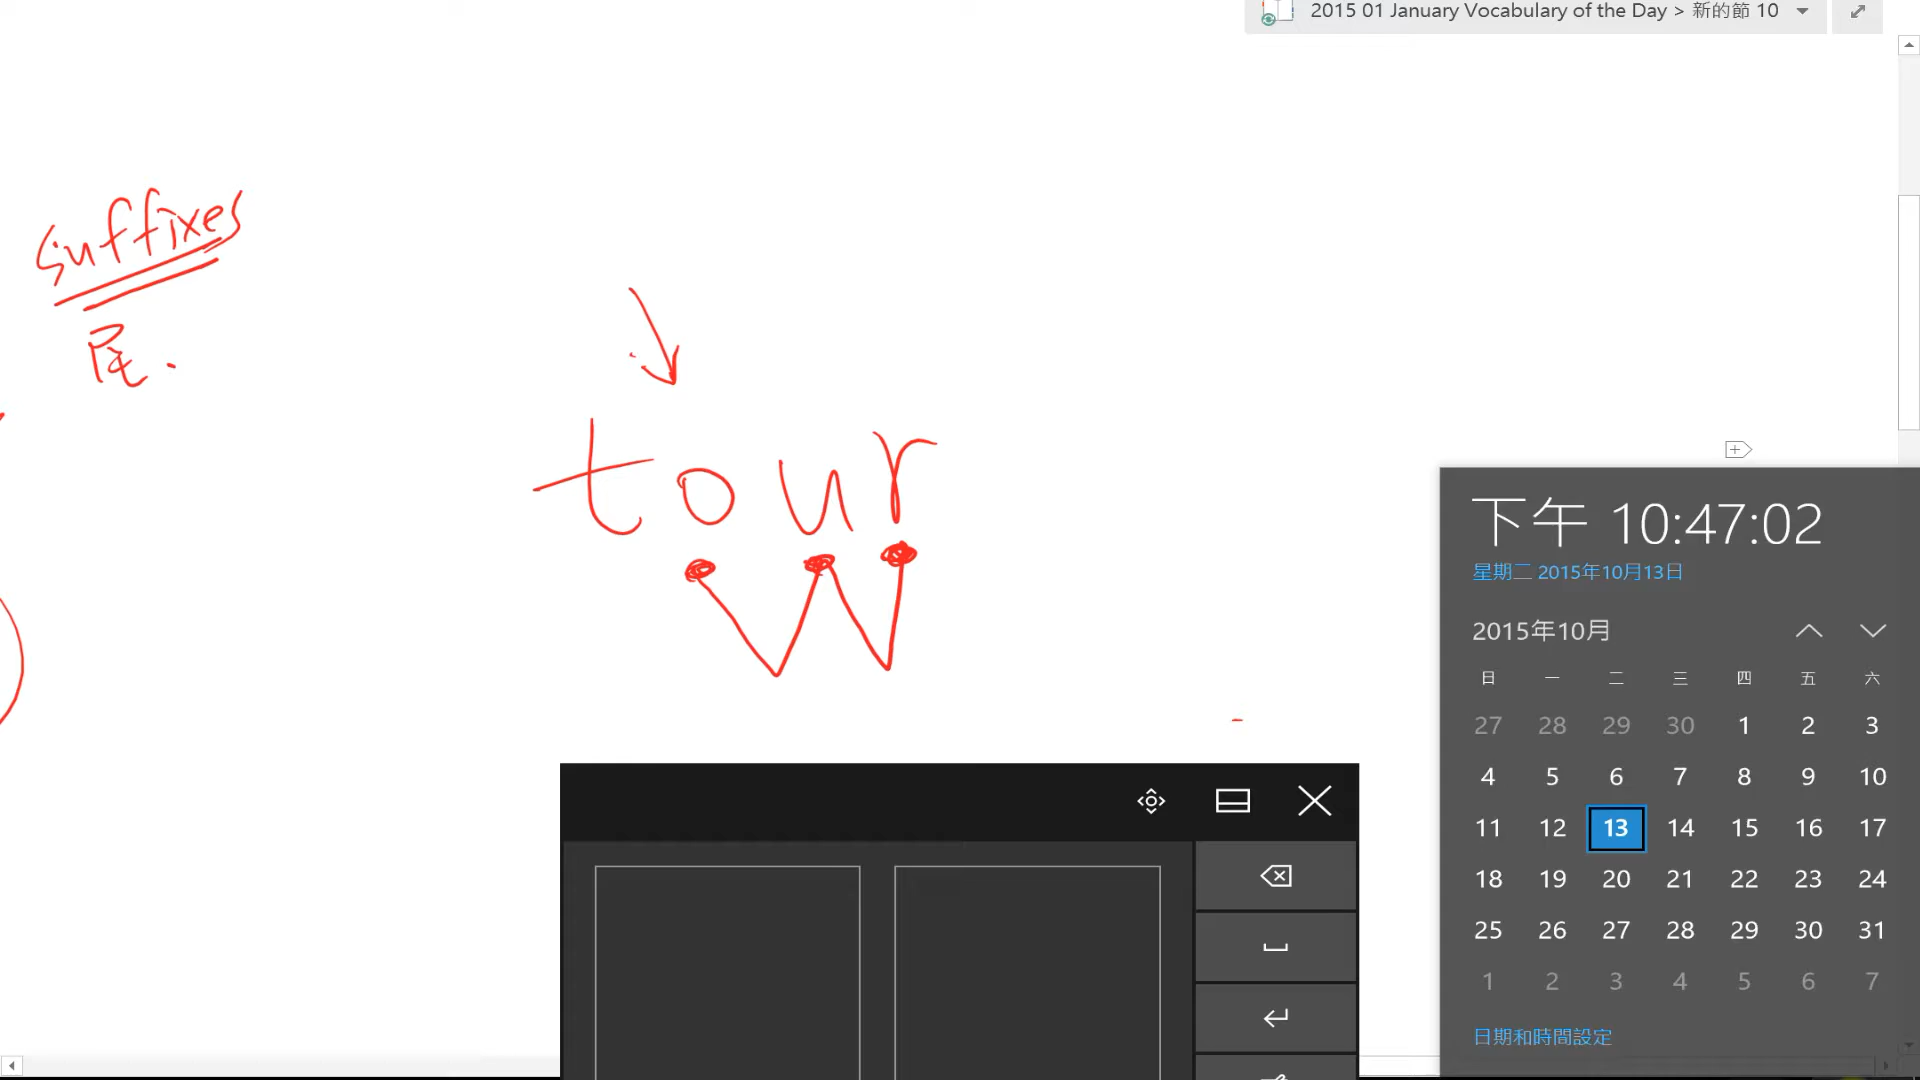 2015 01 January Vocabulary of the Day > 新的節 10
suffixes
尾.
tour
下午 10:47:02
星期二 2015年10月13日
2015年10月
日 一 二 三 四 五 六
27 28 29 30 1 2 3
4 5 6 7 8 9 10
11 12 13 14 15 16 17
18 19 20 21 22 23 24
25 26 27 28 29 30 31
1 2 3 4 5 6 7
日期和時間設定